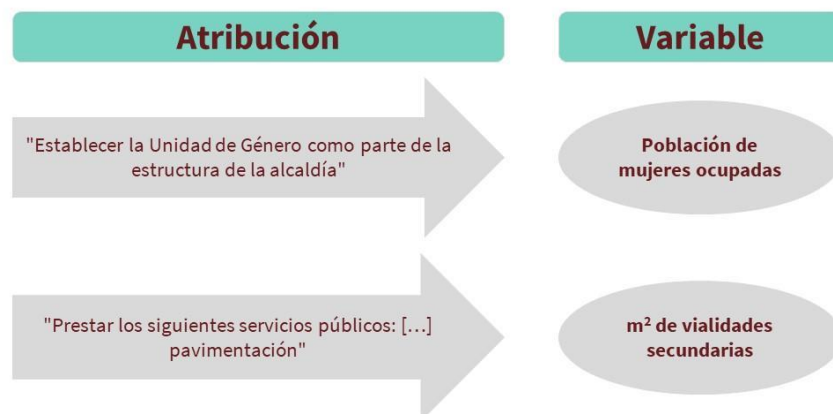 Atribución
Variable
"Establecer la Unidad de Género como parte de la
estructura de la alcaldía"
Población de
mujeres ocupadas
"Prestar los siguientes servicios públicos: [...]
pavimentación"
m² de vialidades
secundarias